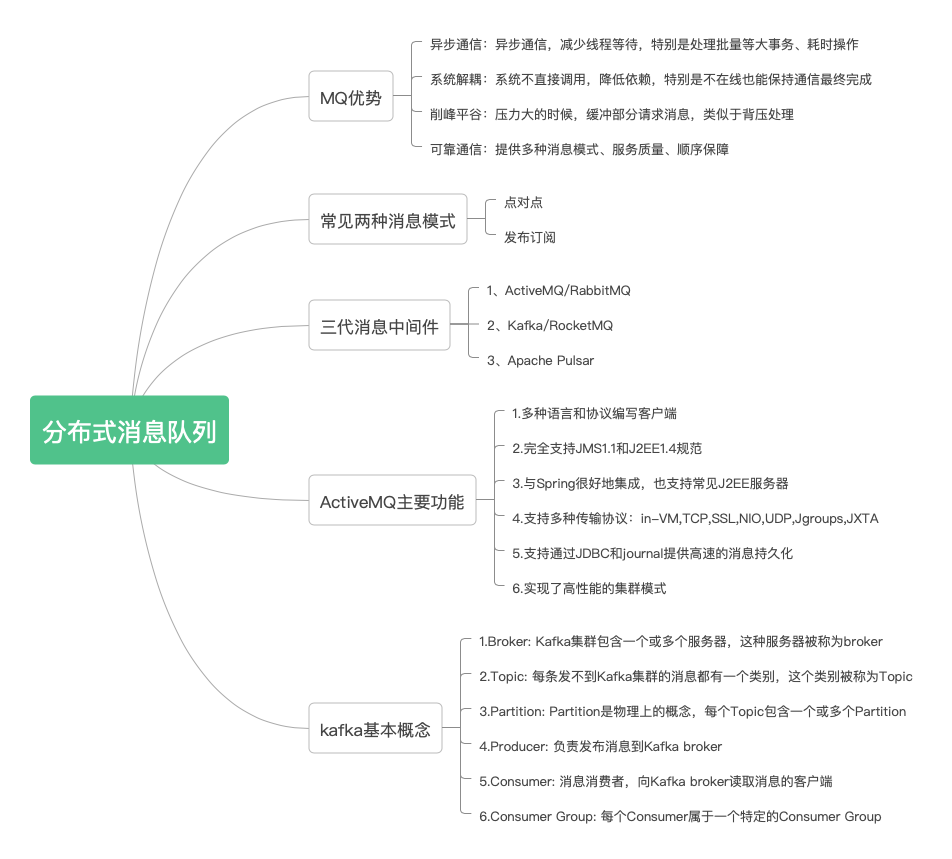 分布式消息队列
MQ优势
异步通信：异步通信，减少线程等待，特别是处理批量等大事务、耗时操作
系统解耦：系统不直接调用，降低依赖，特别是不在线也能保持通信最终完成
削峰平谷：压力大的时候，缓冲部分请求消息，类似于背压处理
可靠通信：提供多种消息模式、服务质量、顺序保障
常见两种消息模式
点对点
发布订阅
三代消息中间件
1、ActiveMQ/RabbitMQ
2、Kafka/RocketMQ
3、Apache Pulsar
ActiveMQ主要功能
1.多种语言和协议编写客户端
2.完全支持JMS1.1和J2EE1.4规范
3.与Spring很好地集成，也支持常见J2EE服务器
4.支持多种传输协议：in-VM,TCP,SSL,NIO,UDP,Jgroups,JXTA
5.支持通过JDBC和journal提供高速的消息持久化
6.实现了高性能的集群模式
kafka基本概念
1.Broker: Kafka集群包含一个或多个服务器，这种服务器被称为broker
2.Topic: 每条发不到Kafka集群的消息都有一个类别，这个类别被称为Topic
3.Partition: Partition是物理上的概念，每个Topic包含一个或多个Partition
4.Producer: 负责发布消息到Kafka broker
5.Consumer: 消息消费者，向Kafka broker读取消息的客户端
6.Consumer Group: 每个Consumer属于一个特定的Consumer Group